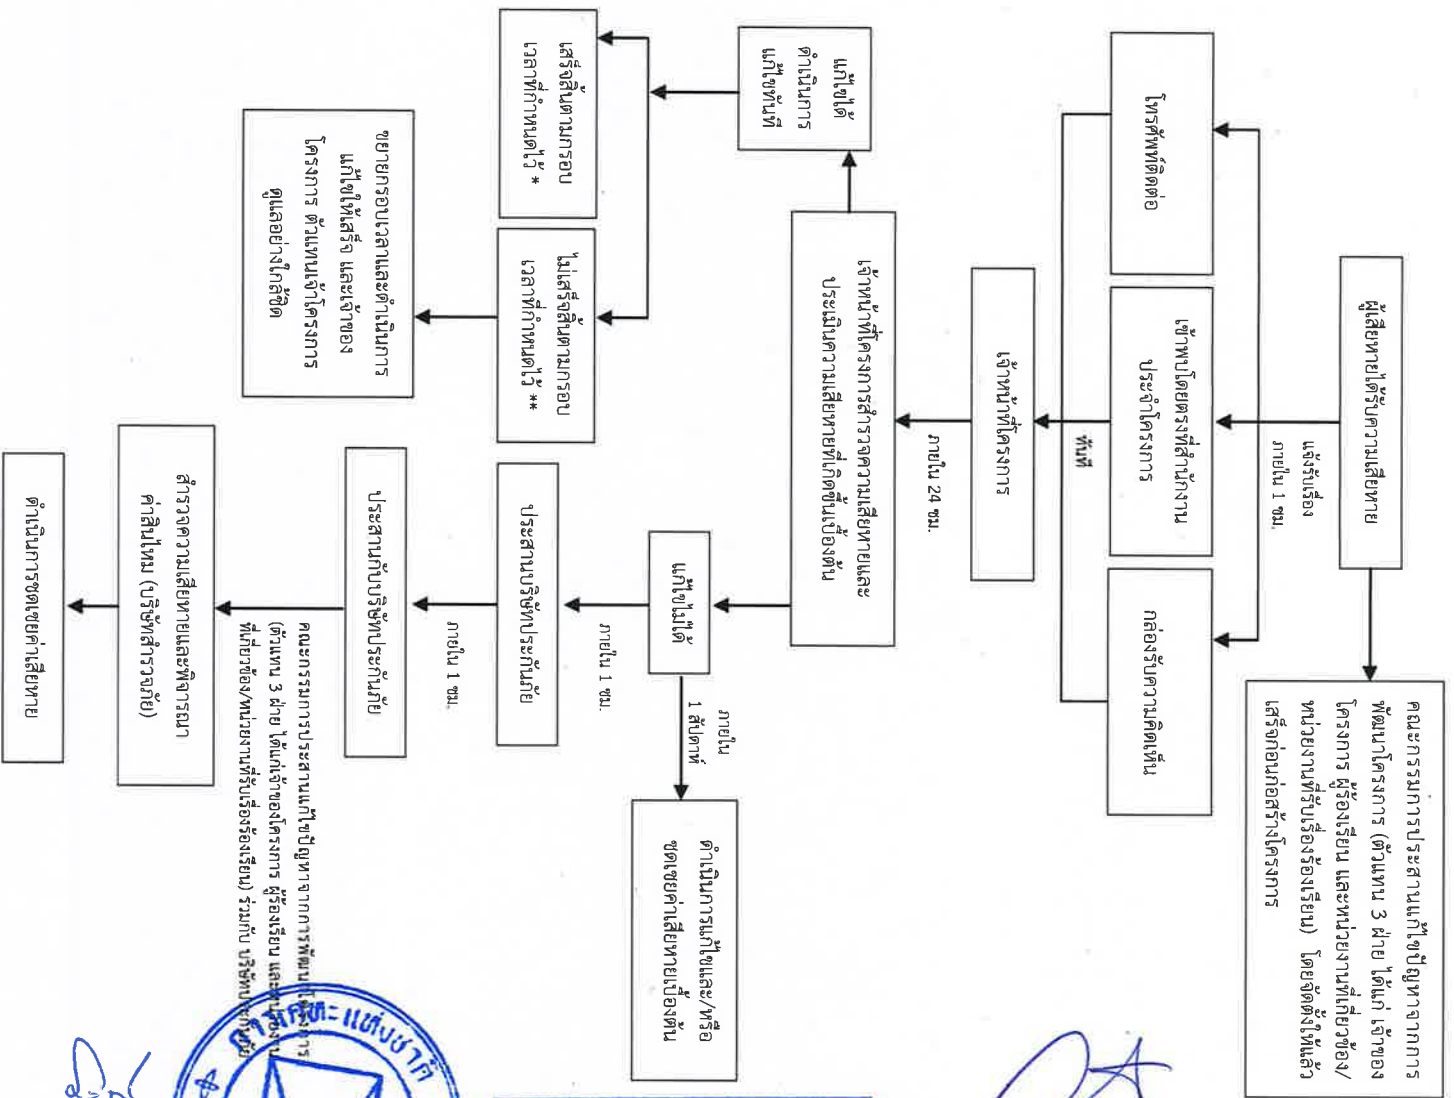 ผู้เสียหายได้รับความเสียหาย
คณะกรรมการประสานแก้ไขปัญหาจากการ
พัฒนาโครงการ (ตัวแทน 3 ฝ่าย ได้แก่ เจ้าของ
โครงการ ผู้ร้องเรียน และหน่วยงานที่เกี่ยวข้อง/
หน่วยงานที่รับเรื่องร้องเรียน) โดยจัดตั้งให้แล้ว
เสร็จก่อนก่อสร้างโครงการ
แจ้งรับเรื่อง
ภายใน 1 ชม.
โทรศัพท์ติดต่อ
เข้าพบโดยตรงที่สำนักงาน
ประจำโครงการ
กล่องรับความคิดเห็น
ทันที
เจ้าหน้าที่โครงการ
ภายใน 24 ชม.
เจ้าหน้าที่โครงการสำรวจความเสียหายและ
ประเมินความเสียหายที่เกิดขึ้นเบื้องต้น
แก้ไขได้
ดำเนินการ
แก้ไขทันที
แก้ไขไม่ได้
ภายใน
1 สัปดาห์
ดำเนินการแก้ไขและ/หรือ
ชดเชยค่าเสียหายเบื้องต้น
เสร็จสิ้นตามกรอบ
เวลาที่กำหนดไว้ *
ไม่เสร็จสิ้นตามกรอบ
เวลาที่กำหนดไว้ **
ภายใน 1 ชม.
ประสานบริษัทประกันภัย
ขยายกรอบเวลาและดำเนินการ
แก้ไขให้เสร็จ และเจ้าของ
โครงการ ตัวแทนเจ้าโครงการ
ดูแลอย่างใกล้ชิด
ภายใน 1 ชม.
ประสานกับบริษัทประกันภัย
คณะกรรมการประสานแก้ไขปัญหาจากการพัฒนาโครงการ
(ตัวแทน 3 ฝ่าย ได้แก่เจ้าของโครงการ ผู้ร้องเรียน และหน่วยงาน
ที่เกี่ยวข้อง/หน่วยงานที่รับเรื่องร้องเรียน) ร่วมกับ บริษัทประกันภัย
สำรวจความเสียหายและพิจารณา
ค่าสินไหม (บริษัทสำรวจภัย)
ดำเนินการชดเชยค่าเสียหาย